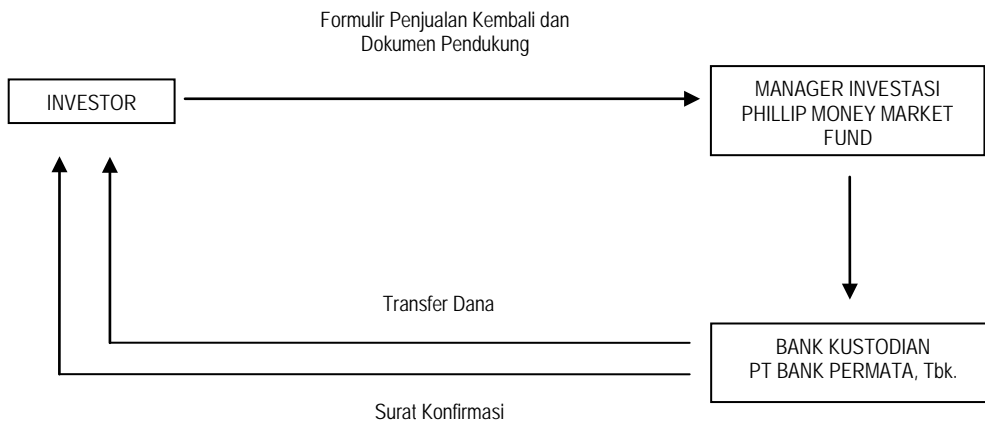 Formulir Penjualan Kembali dan
Dokumen Pendukung
INVESTOR
MANAGER INVESTASI
PHILLIP MONEY MARKET
FUND
Transfer Dana
BANK KUSTODIAN
PT BANK PERMATA, Tbk.
Surat Konfirmasi